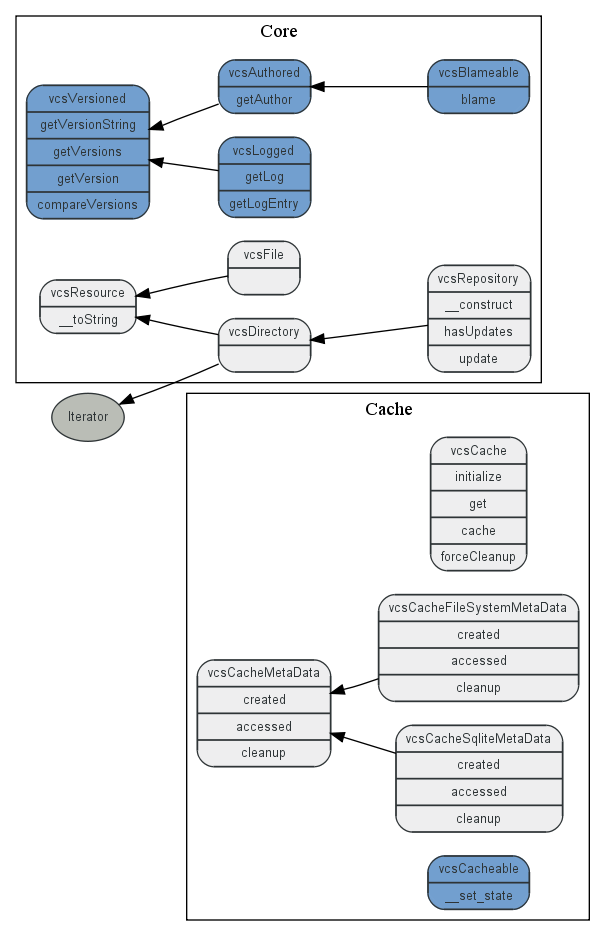 Core
vcsVersioned
getVersionString
getVersions
getVersion
compareVersions
vcsAuthored
getAuthor
vcsBlameable
blame
vcsLogged
getLog
getLogEntry
vcsResource
__toString
vcsFile
vcsDirectory
vcsRepository
__construct
hasUpdates
update
Iterator
Cache
vcsCache
initialize
get
cache
forceCleanup
vcsCacheMetaData
created
accessed
cleanup
vcsCacheFileSystemMetaData
created
accessed
cleanup
vcsCacheSqliteMetaData
created
accessed
cleanup
vcsCacheable
__set_state